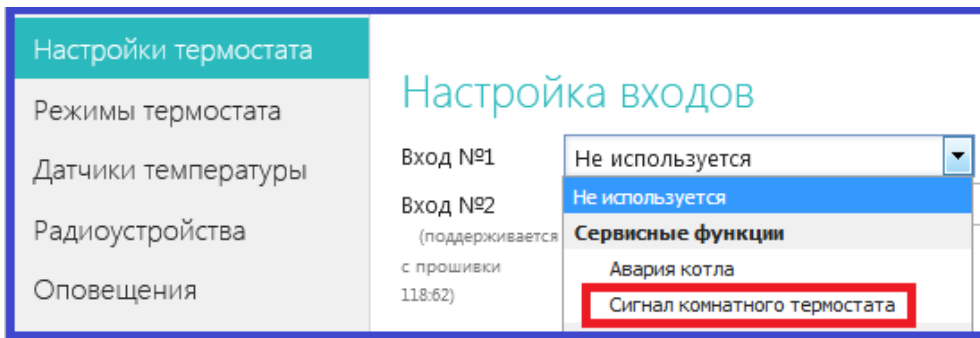 Настройки термостата
Режимы термостата
Датчики температуры
Радиоустройства
Оповещения
Настройка входов
Вход №1
Не используется
Вход №2
(поддерживается
с прошивки
118:62)
Не используется
Сервисные функции
Авария котла
Сигнал комнатного термостата